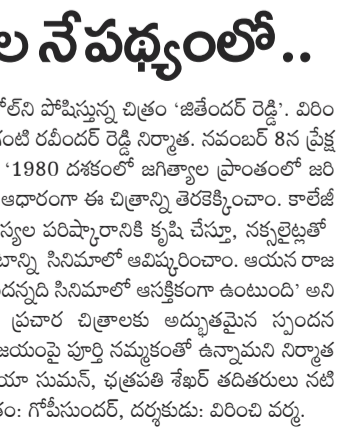 ల నేపథ్యంలో..
ోల్‌ని పోషిస్తున్న చిత్రం ‘జితేందర్ రెడ్డి’. విరిం
గంటి రవీందర్ రెడ్డి నిర్మాత. నవంబర్ 8న ప్రేక్ష
‘1980 దశకంలో జగిత్యాల ప్రాంతంలో జరి
ఆధారంగా ఈ చిత్రాన్ని తెరకెక్కించాం. కాలేజీ
స్యల పరిష్కారానికి కృషి చేస్తూ, నక్సలైట్లతో
టాన్ని సినిమాలో ఆవిష్కరించాం. ఆయన రాజ
దన్నది సినిమాలో ఆసక్తికంగా ఉంటుంది’ అని
ప్రచార చిత్రాలకు అద్భుతమైన స్పందన
జయంపై పూర్తి నమ్మకంతో ఉన్నామని నిర్మాత
యా సుమన్, ఛత్రపతి శేఖర్ తదితరులు నటి
తం: గోపీసుందర్, దర్శకుడు: విరించి వర్మ.